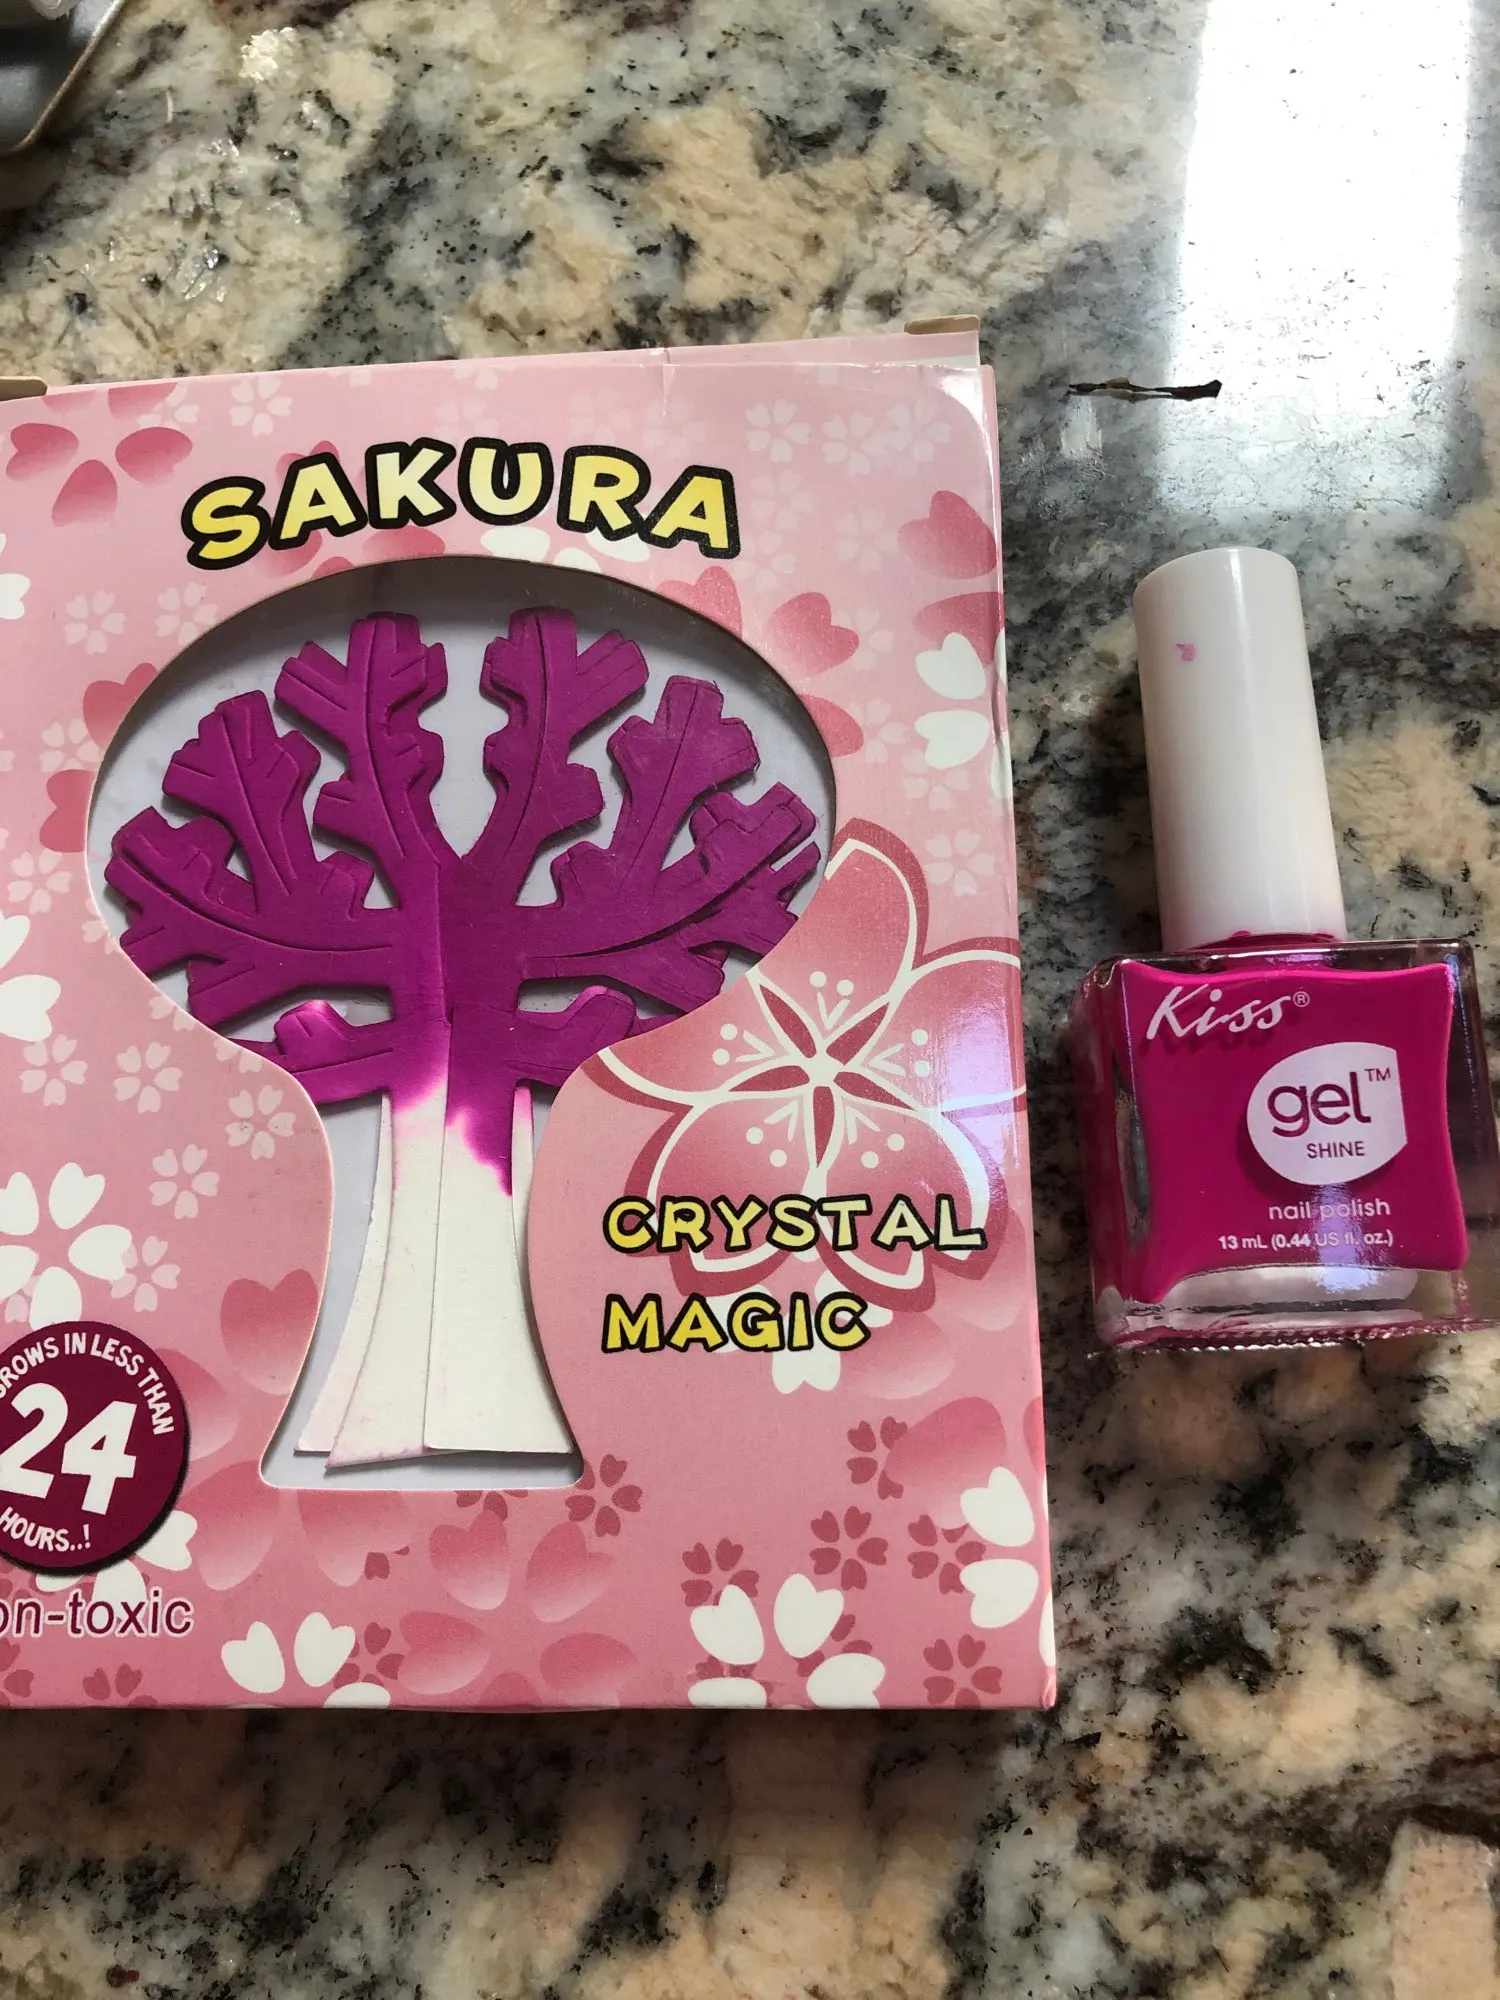 SAKURA
CRYSTAL
MAGIC
GROWS IN LESS THAN
24
HOURS..!
on-toxic
Kiss®
gel™
SHINE
nail polish
13 mL (0.44 US fl. oz.)